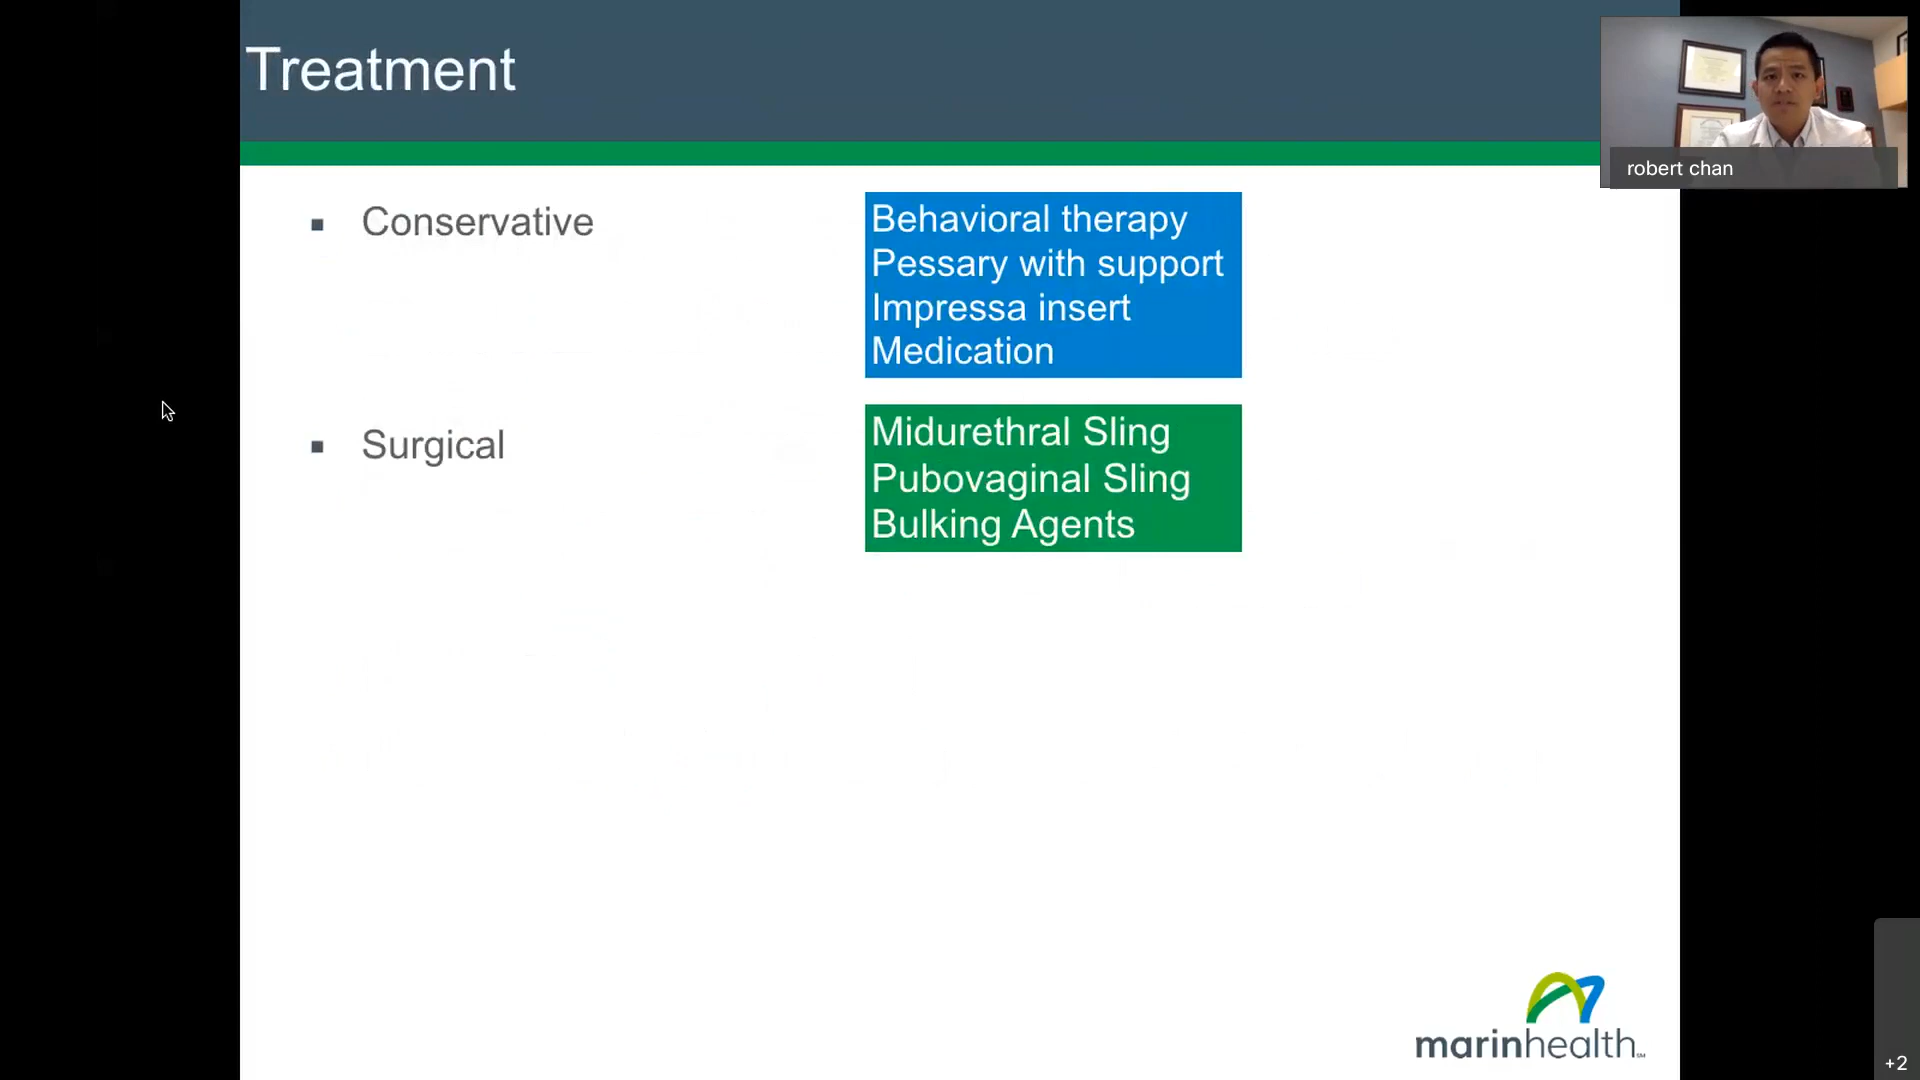 Treatment
robert chan
Conservative
Behavioral therapy
Pessary with support
Impressa insert
Medication
Surgical
Midurethral Sling
Pubovaginal Sling
Bulking Agents
marinhealth
+2